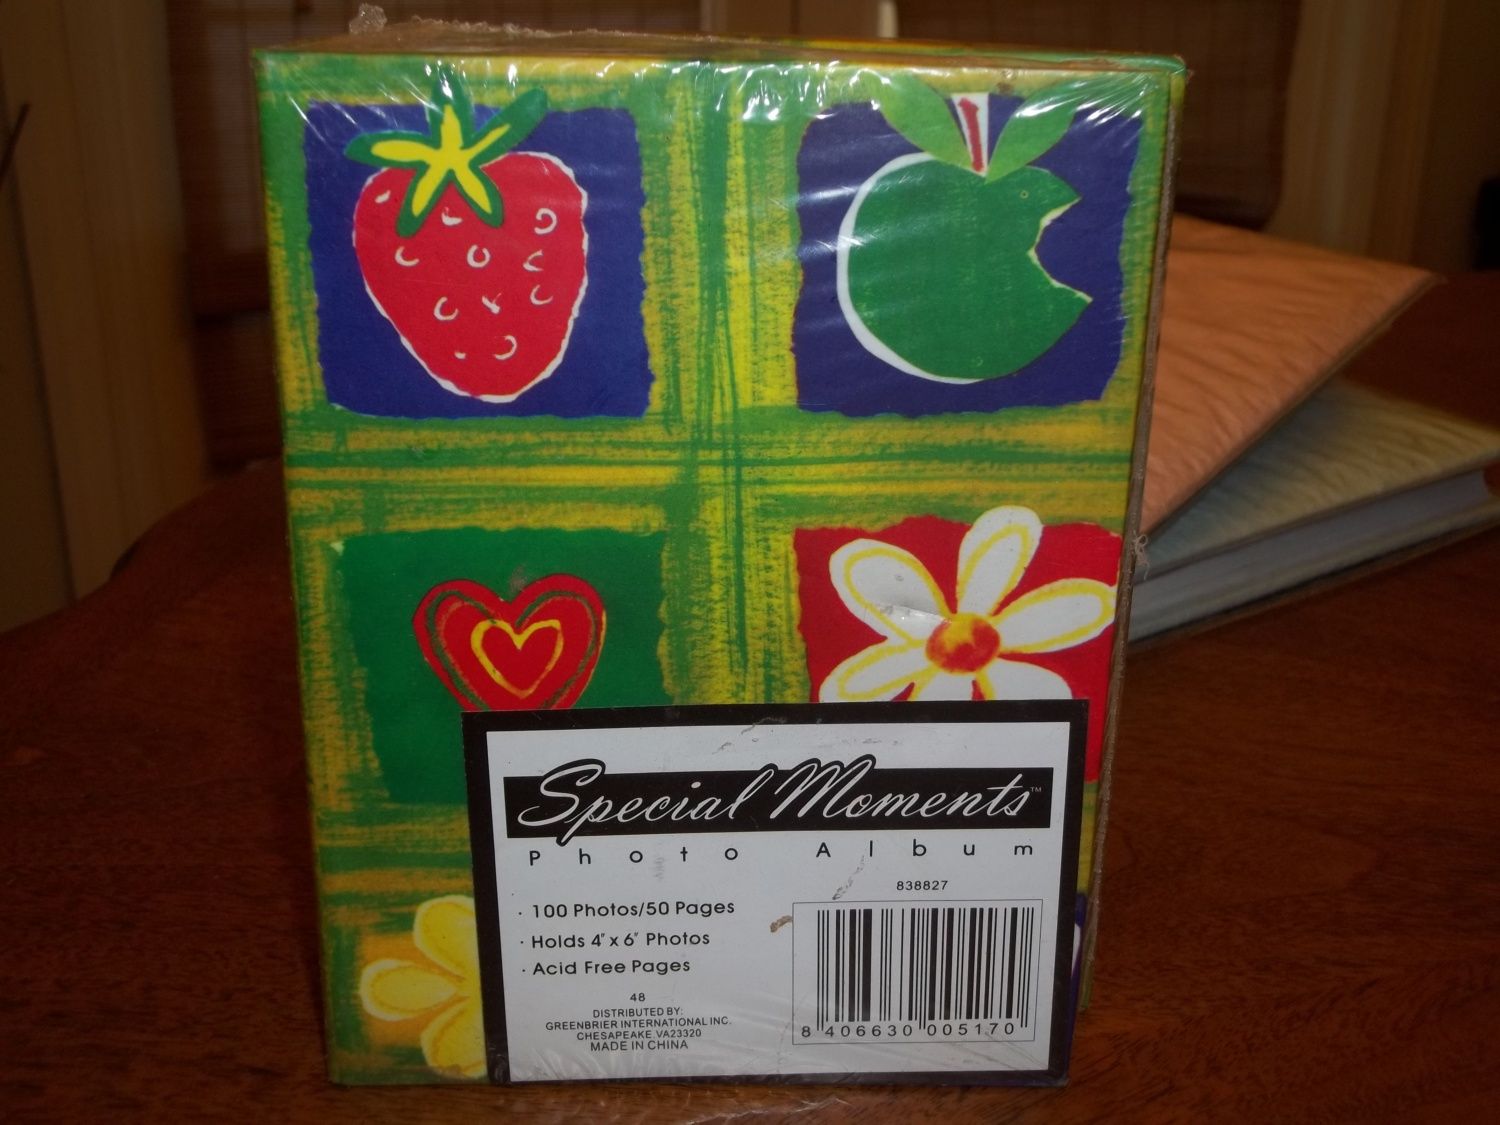 Special Moments™
Photo Album
838827
· 100 Photos/50 Pages
· Holds 4" x 6" Photos
· Acid Free Pages
48
DISTRIBUTED BY:
GREENBRIER INTERNATIONAL INC.
CHESAPEAKE, VA23320
MADE IN CHINA
8 406630 005170